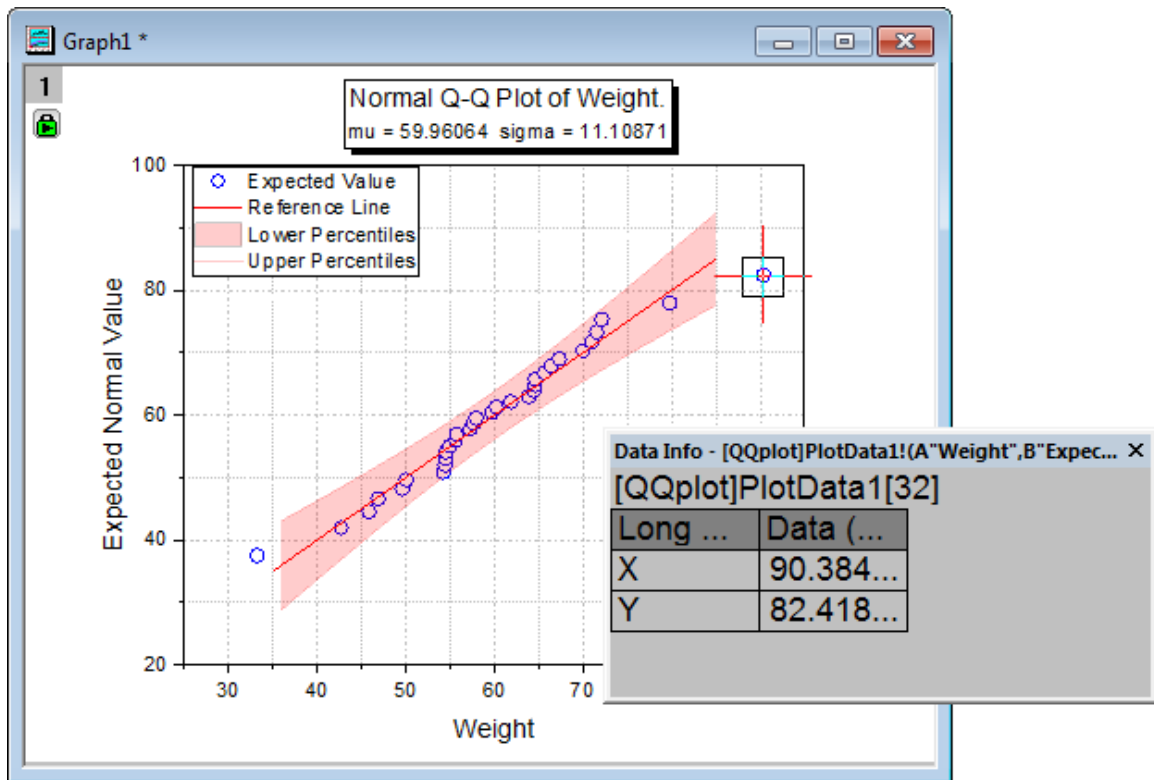 Graph1 *
1
Normal Q-Q Plot of Weight.
mu = 59.96064 sigma = 11.10871
Expected Value
Reference Line
Lower Percentiles
Upper Percentiles
100
80
60
40
20
Expected Normal Value
30
40
50
60
70
Weight
Data Info - [QQplot]PlotData1!(A"Weight",B"Expec...
[QQplot]PlotData1[32]
Long ... Data (...
X 90.384...
Y 82.418...